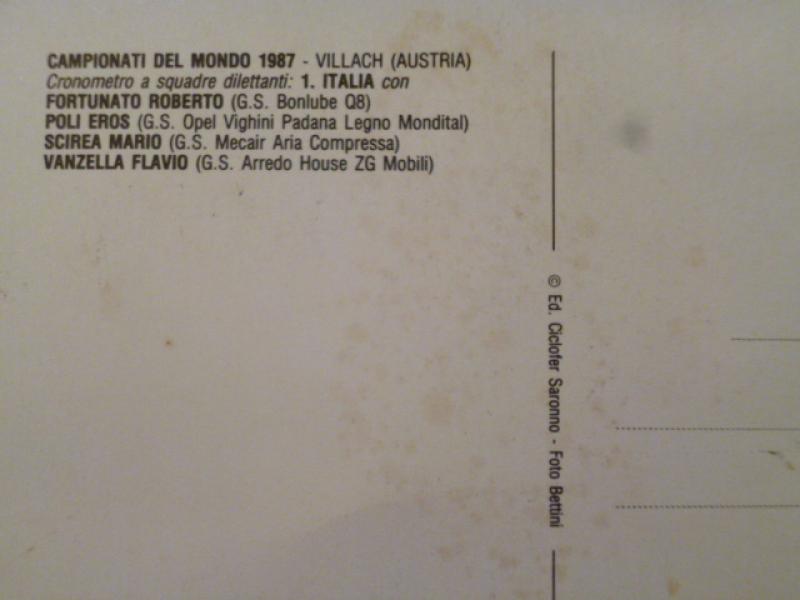 CAMPIONATI DEL MONDO 1987 - VILLACH (AUSTRIA)
Cronometro a squadre dilettanti: 1. ITALIA con
FORTUNATO ROBERTO (G.S. Bonlube Q8)
POLI EROS (G.S. Opel Vighini Padana Legno Mondital)
SCIREA MARIO (G.S. Mecair Aria Compressa)
VANZELLA FLAVIO (G.S. Arredo House ZG Mobili)
© Ed. Ciclofer Saronno - Foto Bettini